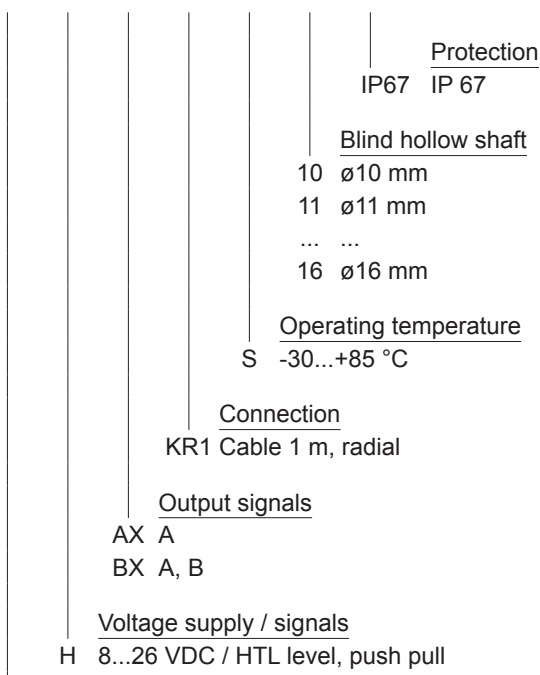 Protection
IP67 IP 67
Blind hollow shaft
10 ø10 mm
11 ø11 mm
... ...
16 ø16 mm
Operating temperature
S -30...+85 °C
Connection
KR1 Cable 1 m, radial
Output signals
AX A
BX A, B
Voltage supply / signals
H 8...26 VDC / HTL level, push pull